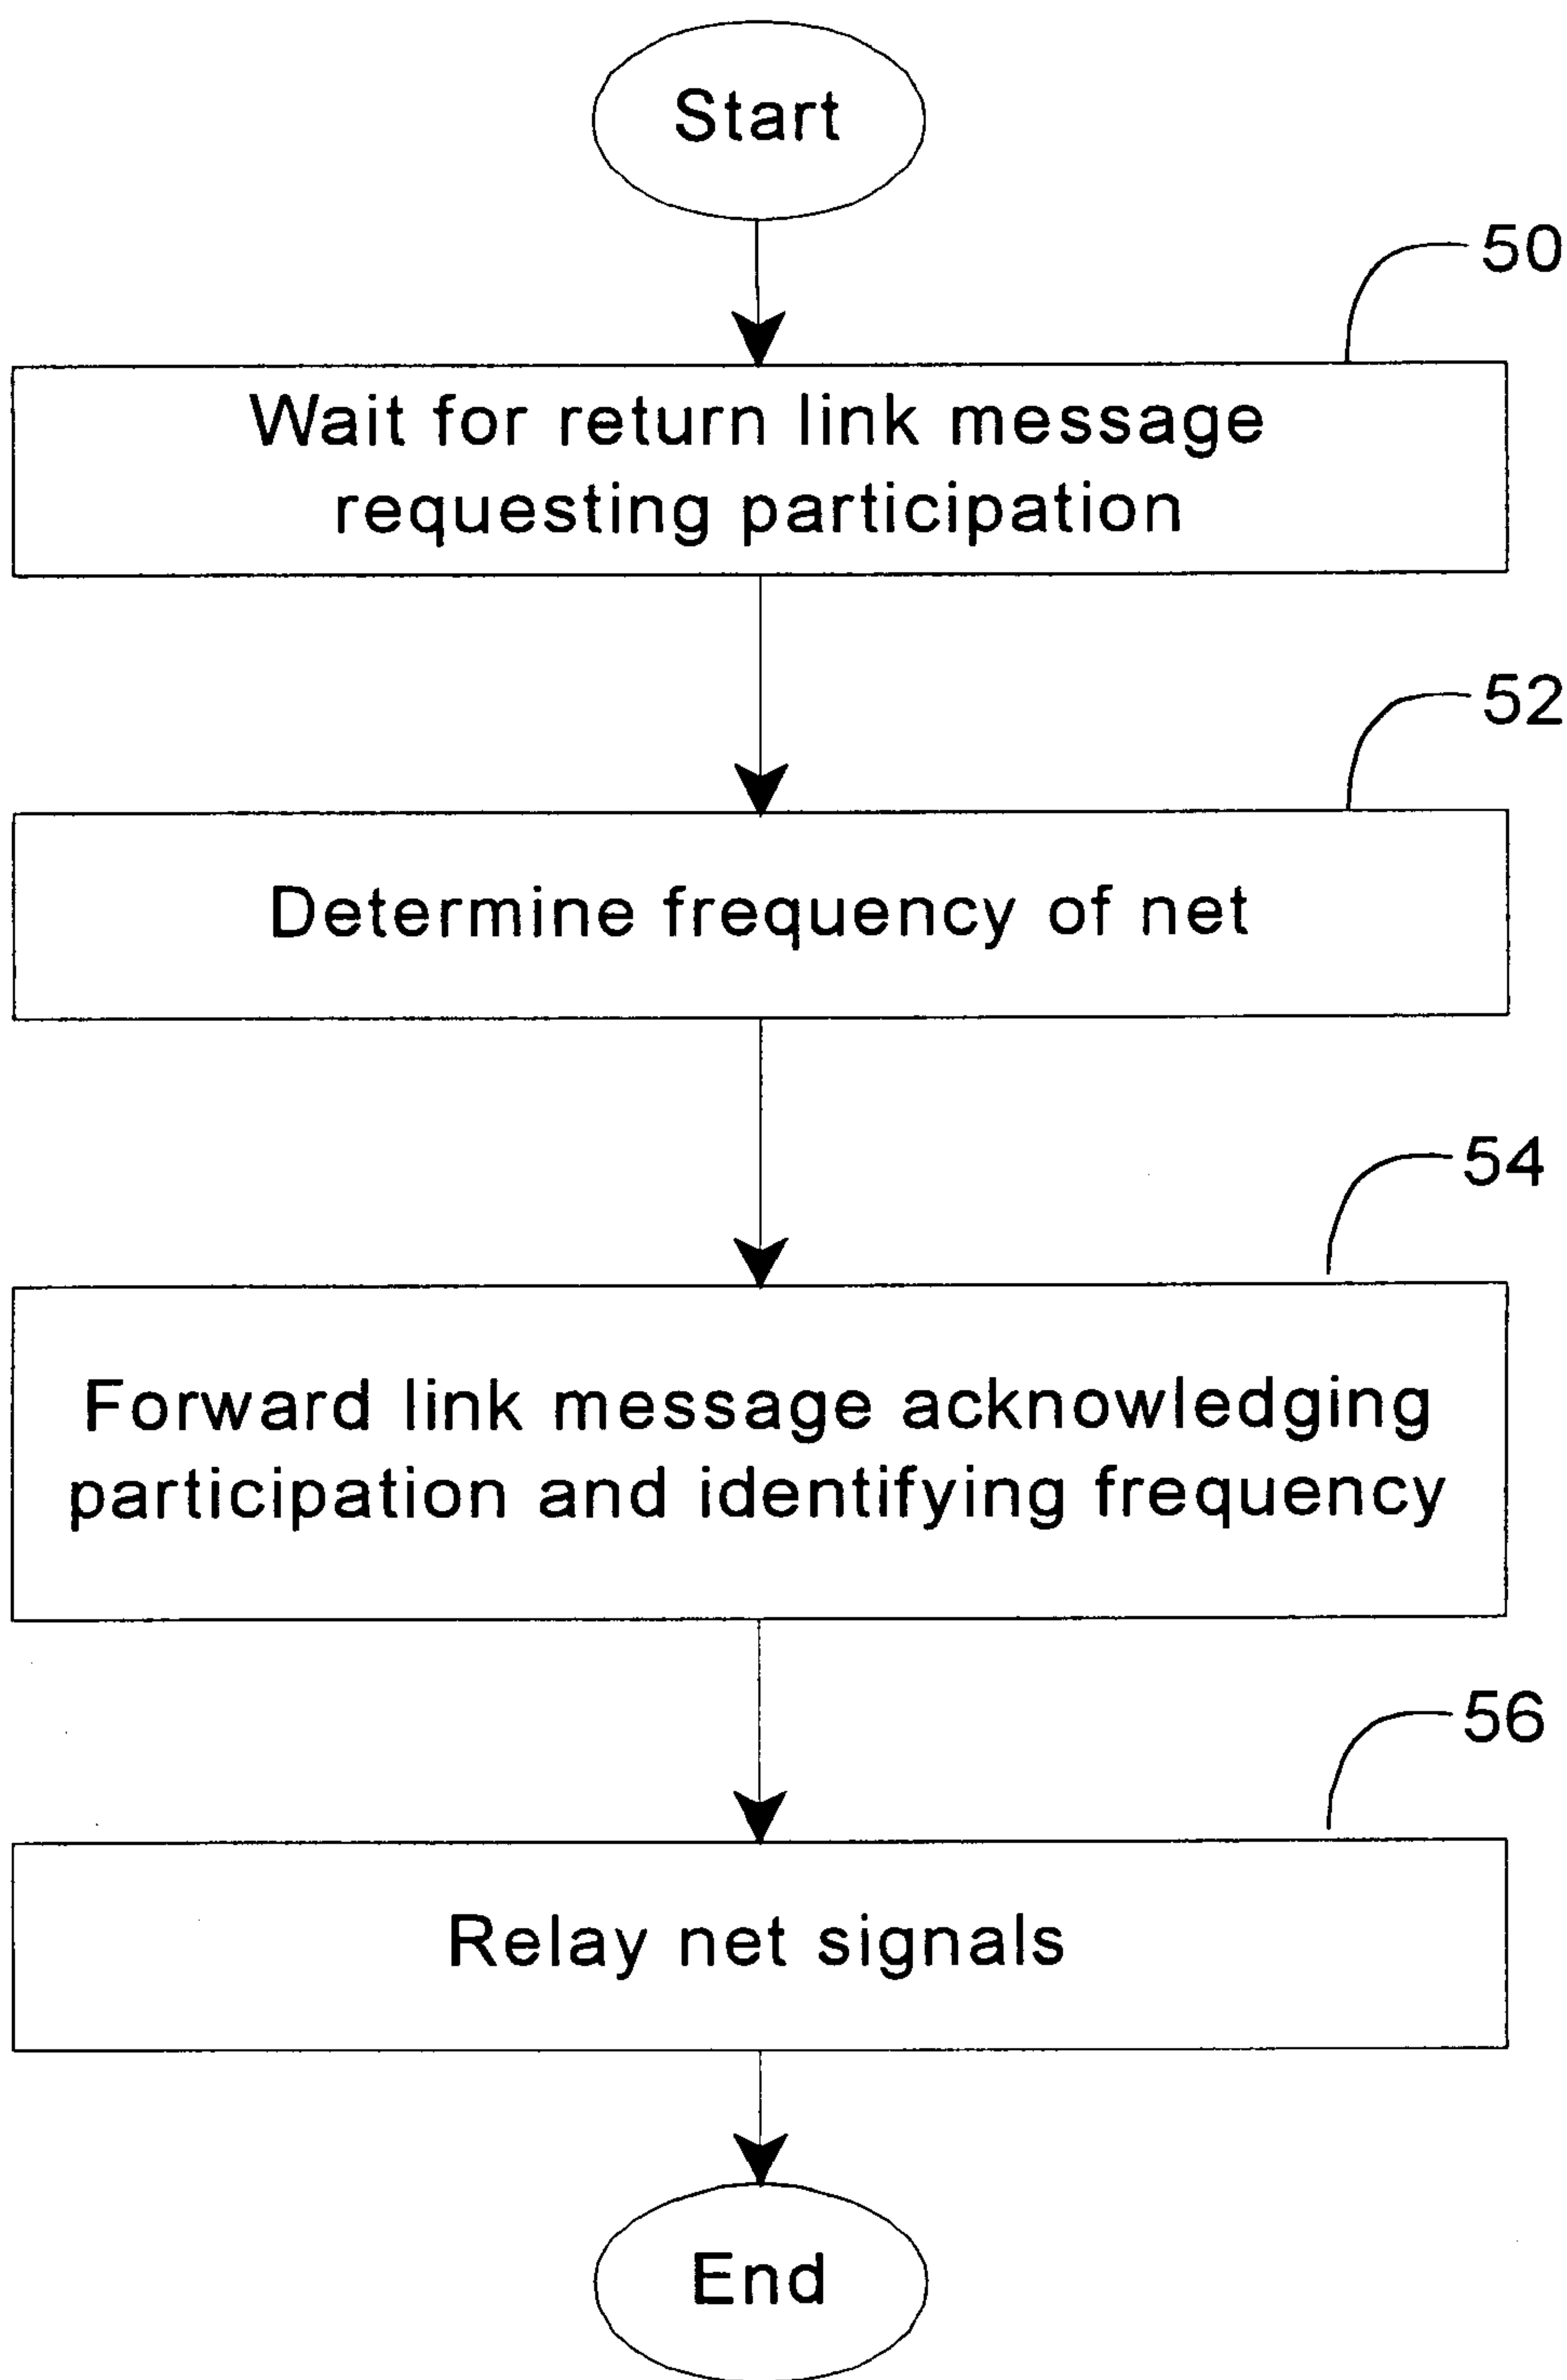 Start
50
Wait for return link message
requesting participation
52
Determine frequency of net
54
Forward link message acknowledging
participation and identifying frequency
56
Relay net signals
End